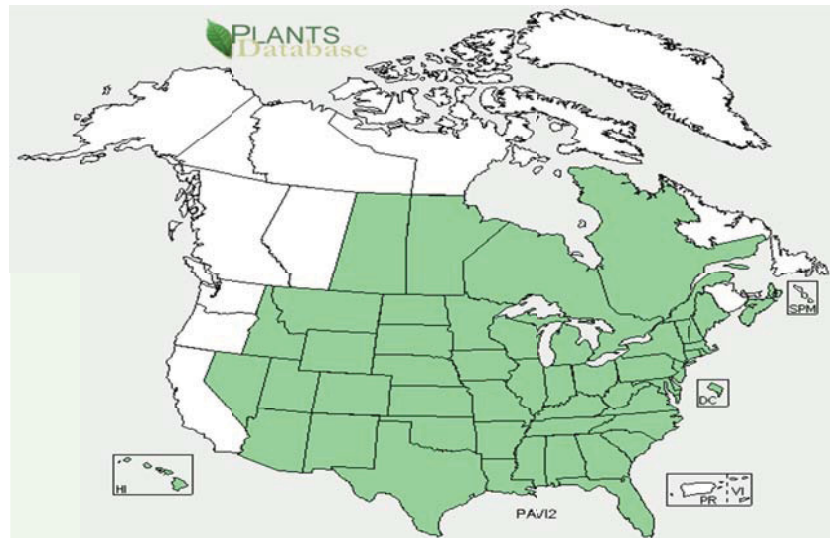 PLANTS
Database
SPM
DC
HI
PR
VI
PAVI2